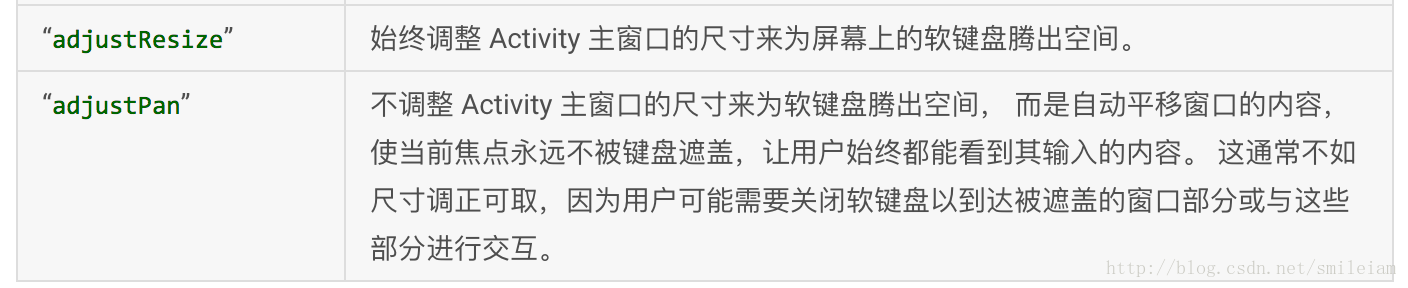 “adjustResize” 始终调整 Activity 主窗口的尺寸来为屏幕上的软键盘腾出空间。
“adjustPan” 不调整 Activity 主窗口的尺寸来为软键盘腾出空间， 而是自动平移窗口的内容，
使当前焦点永远不被键盘遮盖，让用户始终都能看到其输入的内容。 这通常不如
尺寸调正可取，因为用户可能需要关闭软键盘以到达被遮盖的窗口部分或与这些
部分进行交互。
http://blog.csdn.net/smileiam